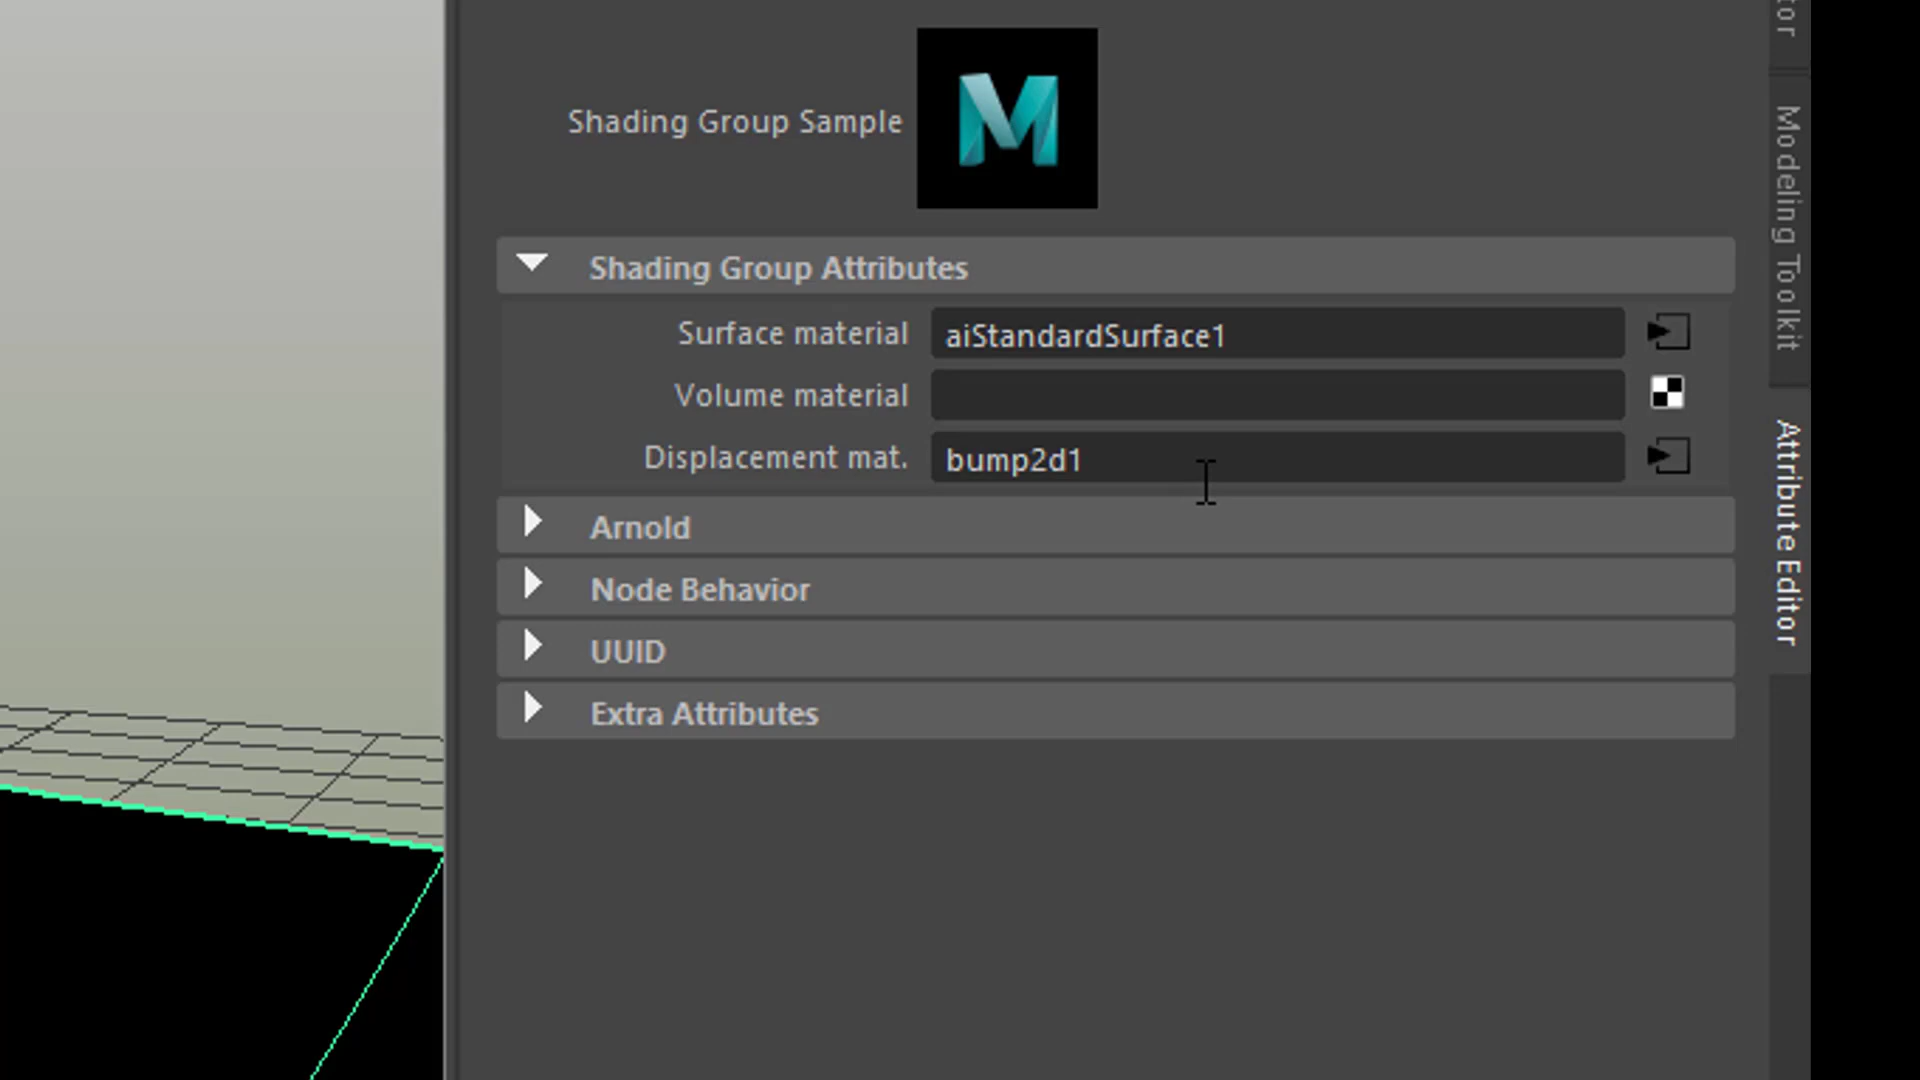 tor
Shading Group Sample
Modeling Toolkit
Shading Group Attributes
Surface material aiStandardSurface1
Volume material
Displacement mat. bump2d1
Attribute Editor
Arnold
Node Behavior
UUID
Extra Attributes